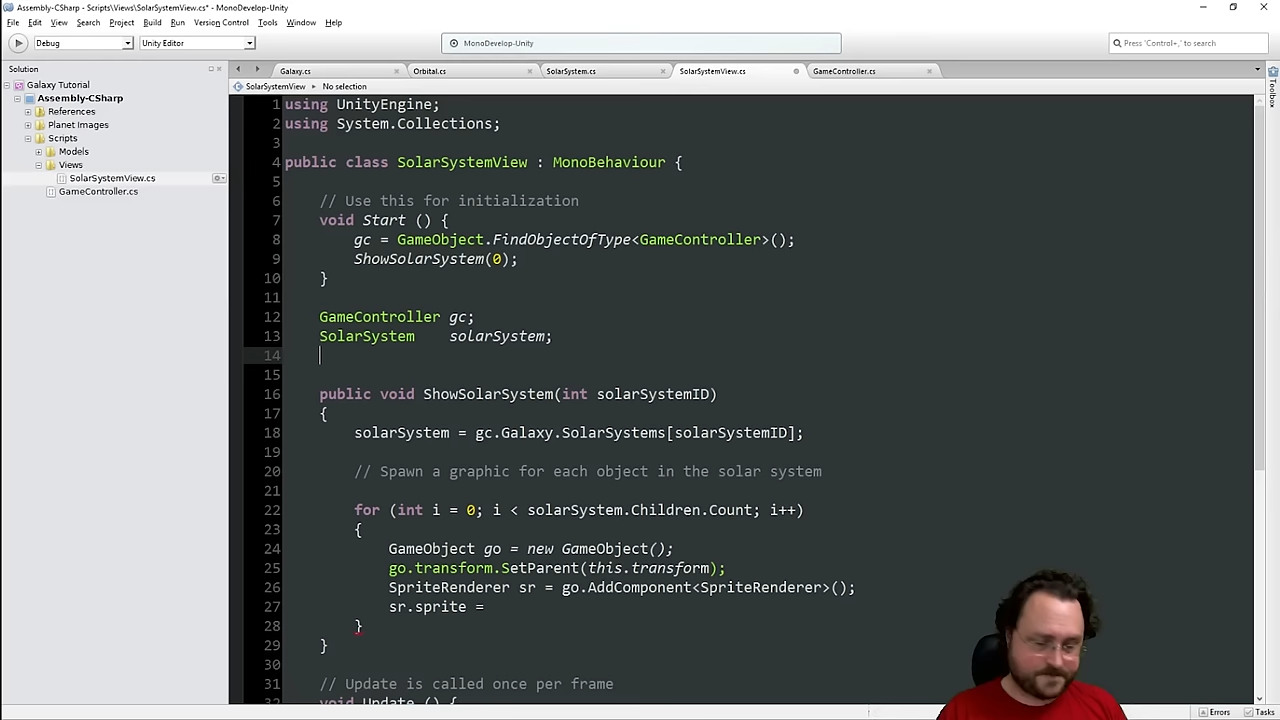 Assembly-CSharp - Scripts\Views\SolarSystemView.cs* - MonoDevelop-Unity
File Edit View Search Project Build Run Version Control Tools Window Help
Debug Unity Editor MonoDevelop-Unity Press 'Control+,' to search
Solution Galaxy.cs Orbital.cs SolarSystem.cs SolarSystemView.cs GameController.cs
SolarSystemView No selection
Galaxy Tutorial
Assembly-CSharp
References
Planet Images
Scripts
Models
Views
SolarSystemView.cs
GameController.cs
Toolbox
1 using UnityEngine;
2 using System.Collections;
3
4 public class SolarSystemView : MonoBehaviour {
5
6 // Use this for initialization
7 void Start () {
8 gc = GameObject.FindObjectOfType<GameController>();
9 ShowSolarSystem(0);
10 }
11
12 GameController gc;
13 SolarSystem solarSystem;
14
15
16 public void ShowSolarSystem(int solarSystemID)
17 {
18 solarSystem = gc.Galaxy.SolarSystems[solarSystemID];
19
20 // Spawn a graphic for each object in the solar system
21
22 for (int i = 0; i < solarSystem.Children.Count; i++)
23 {
24 GameObject go = new GameObject();
25 go.transform.SetParent(this.transform);
26 SpriteRenderer sr = go.AddComponent<SpriteRenderer>();
27 sr.sprite =
28 }
29 }
30
31 // Update is called once per frame
32 void Update () {
Errors Tasks